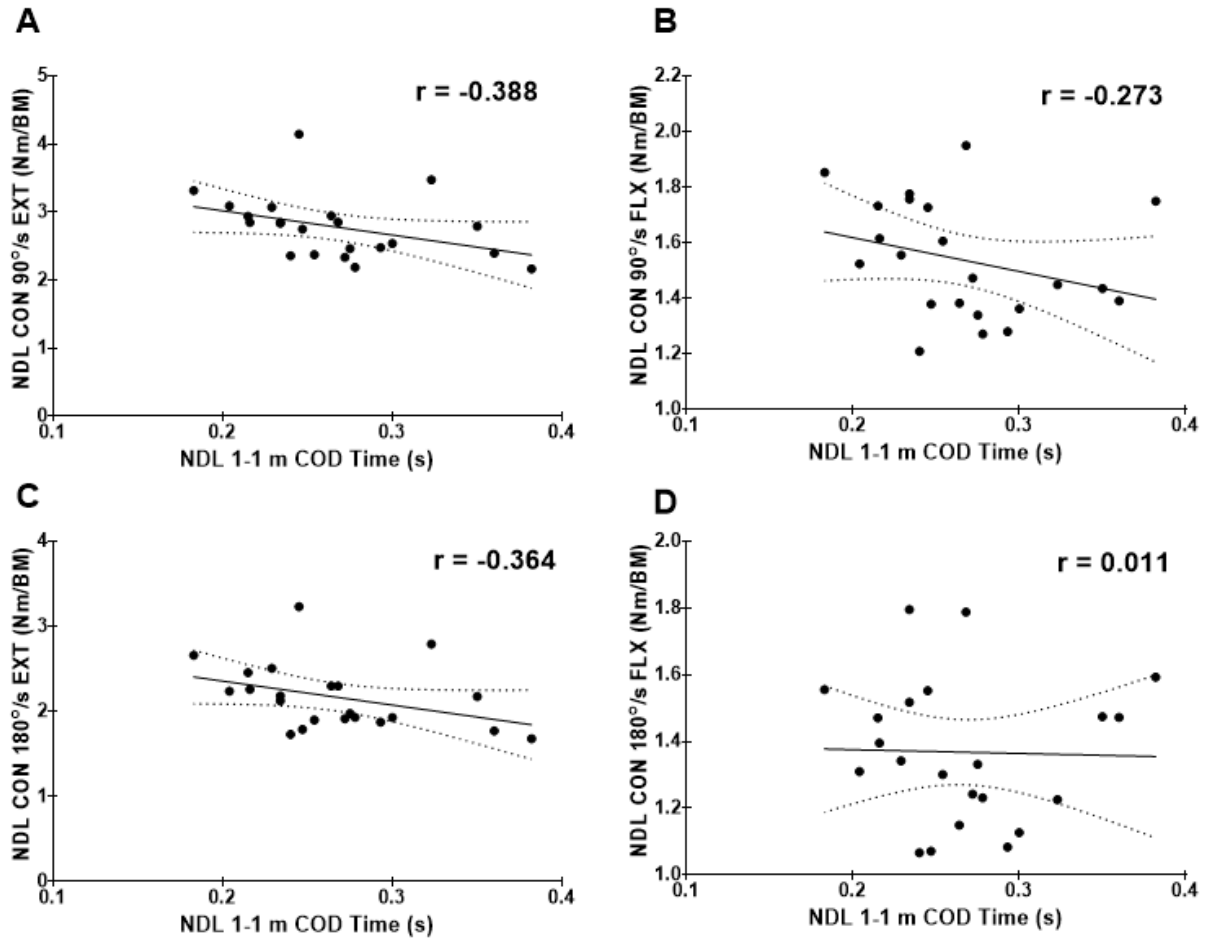 A
r = -0.388
NDL CON 90°/s EXT (Nm/BM)
5
4
3
2
1
0
0.1
0.2
0.3
0.4
NDL 1-1 m COD Time (s)
B
r = -0.273
NDL CON 90°/s FLX (Nm/BM)
2.2
2.0
1.8
1.6
1.4
1.2
1.0
0.1
0.2
0.3
0.4
NDL 1-1 m COD Time (s)
C
r = -0.364
NDL CON 180°/s EXT (Nm/BM)
4
3
2
1
0
0.1
0.2
0.3
0.4
NDL 1-1 m COD Time (s)
D
r = 0.011
NDL CON 180°/s FLX (Nm/BM)
2.0
1.8
1.6
1.4
1.2
1.0
0.1
0.2
0.3
0.4
NDL 1-1 m COD Time (s)